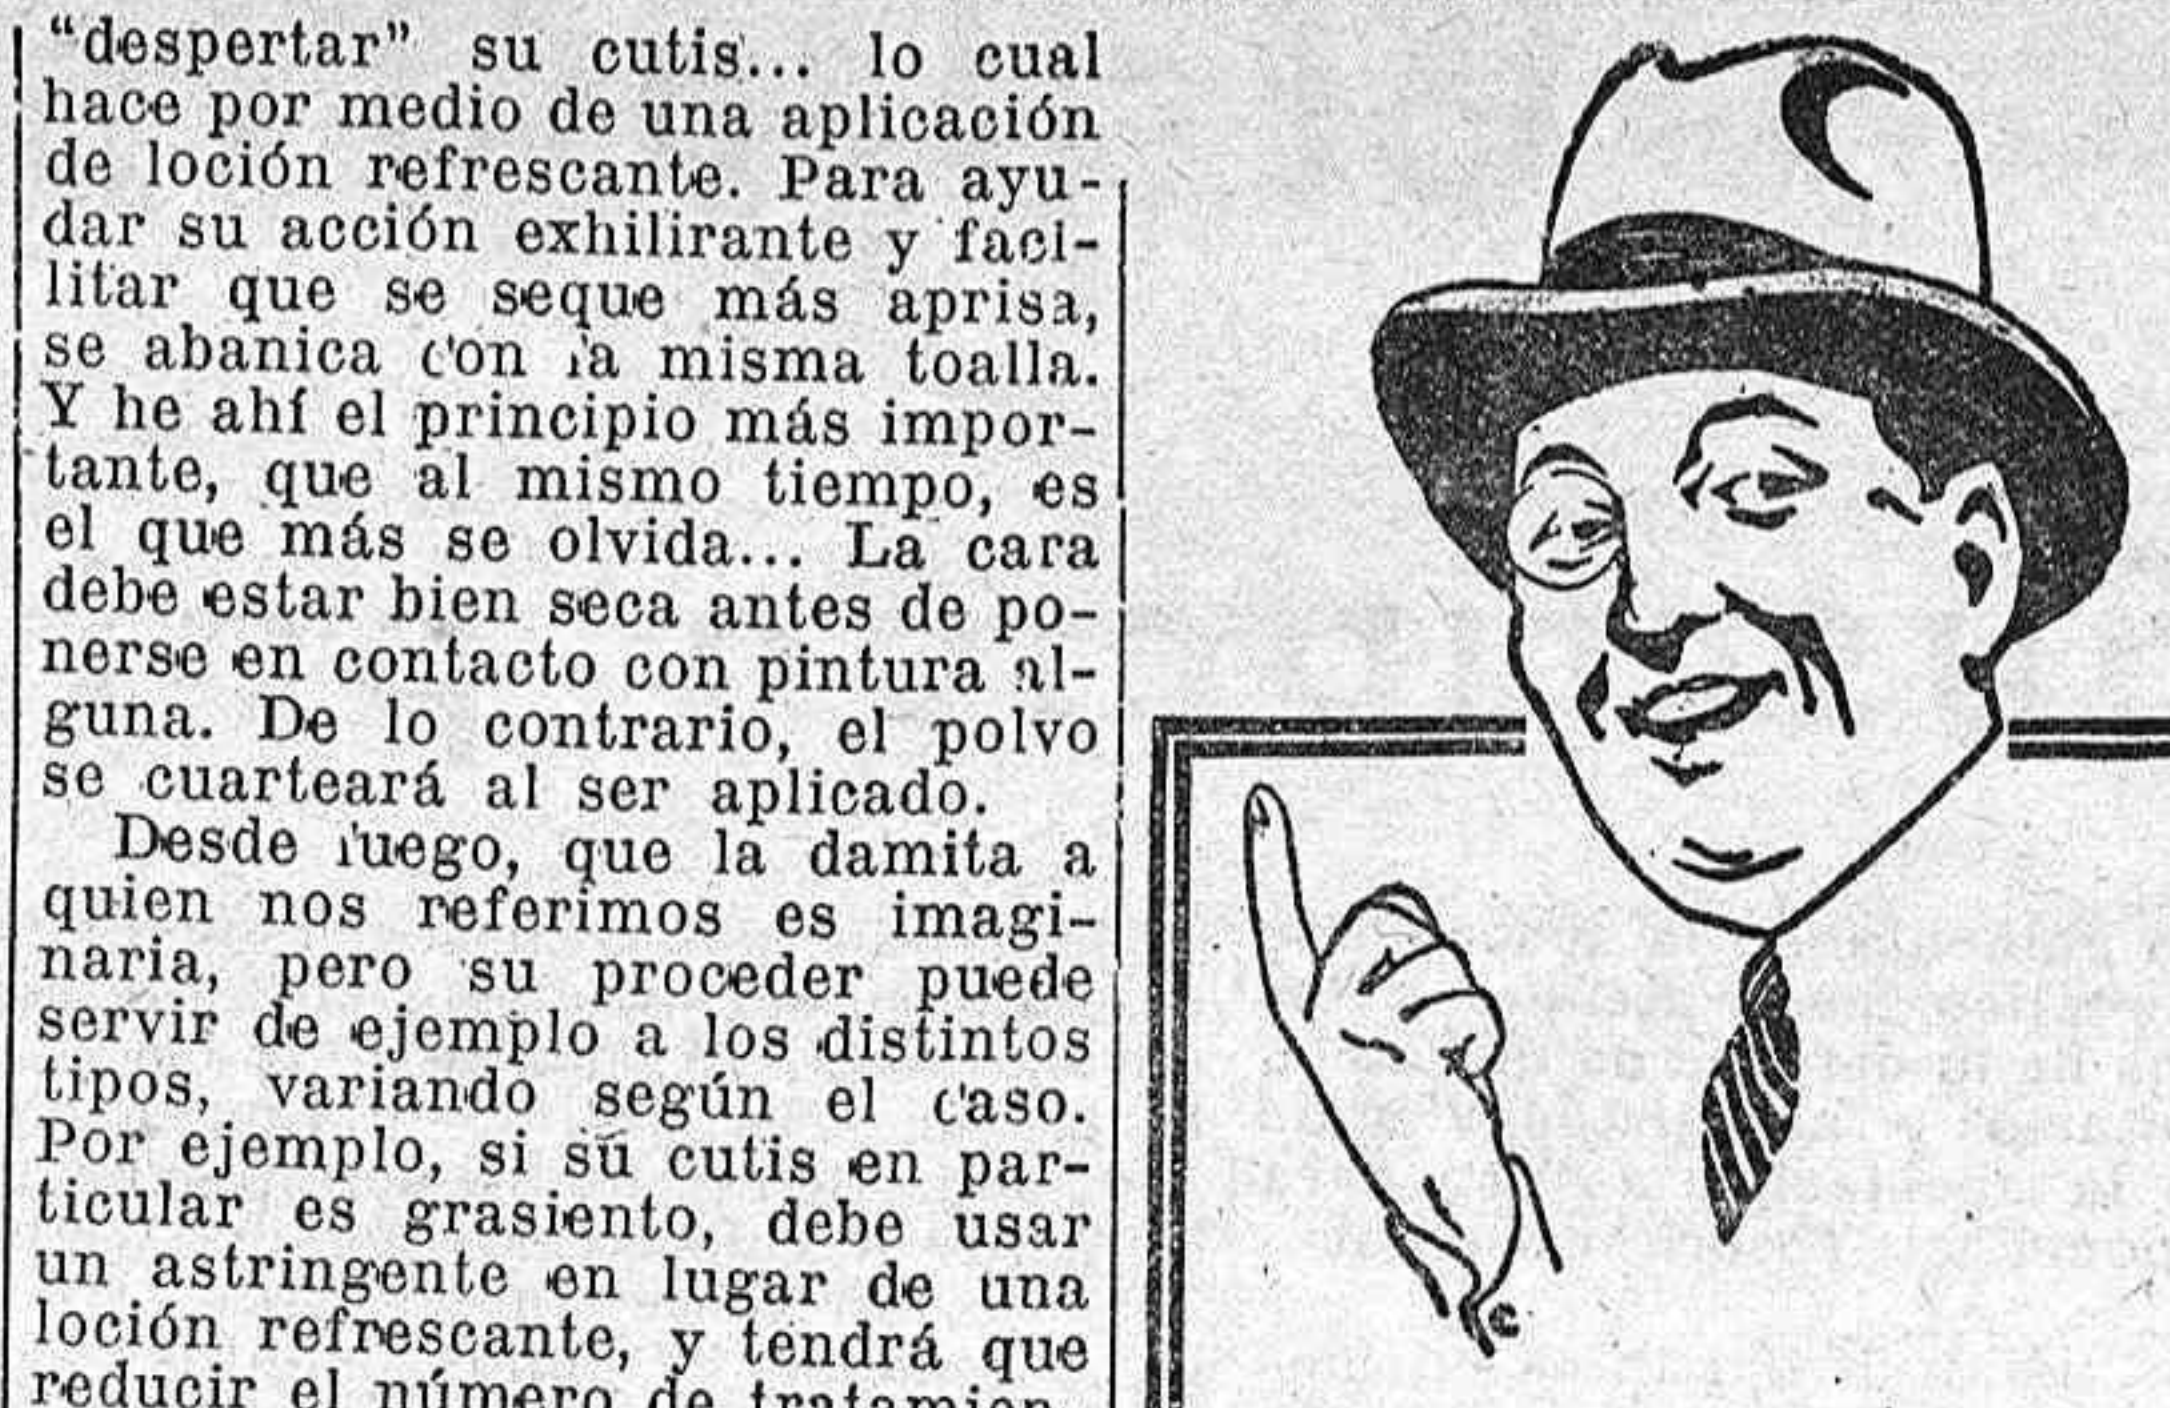 “despertar” su cutis... lo cual
hace por medio de una aplicación
de loción refrescante. Para ayu-
dar su acción exhilirante y faci-
litar que se seque más aprisa,
se abanica con la misma toalla.
Y he ahí el principio más impor-
tante, que al mismo tiempo, es
el que más se olvida... La cara
debe estar bien seca antes de po-
nerse en contacto con pintura al-
guna. De lo contrario, el polvo
se cuarteará al ser aplicado.
Desde luego, que la damita a
quien nos referimos es imagi-
naria, pero su proceder puede
servir de ejemplo a los distintos
tipos, variando según el caso.
Por ejemplo, si su cutis en par-
ticular es grasiento, debe usar
un astringente en lugar de una
loción refrescante, y tendrá que
reducir el número de tratamien-